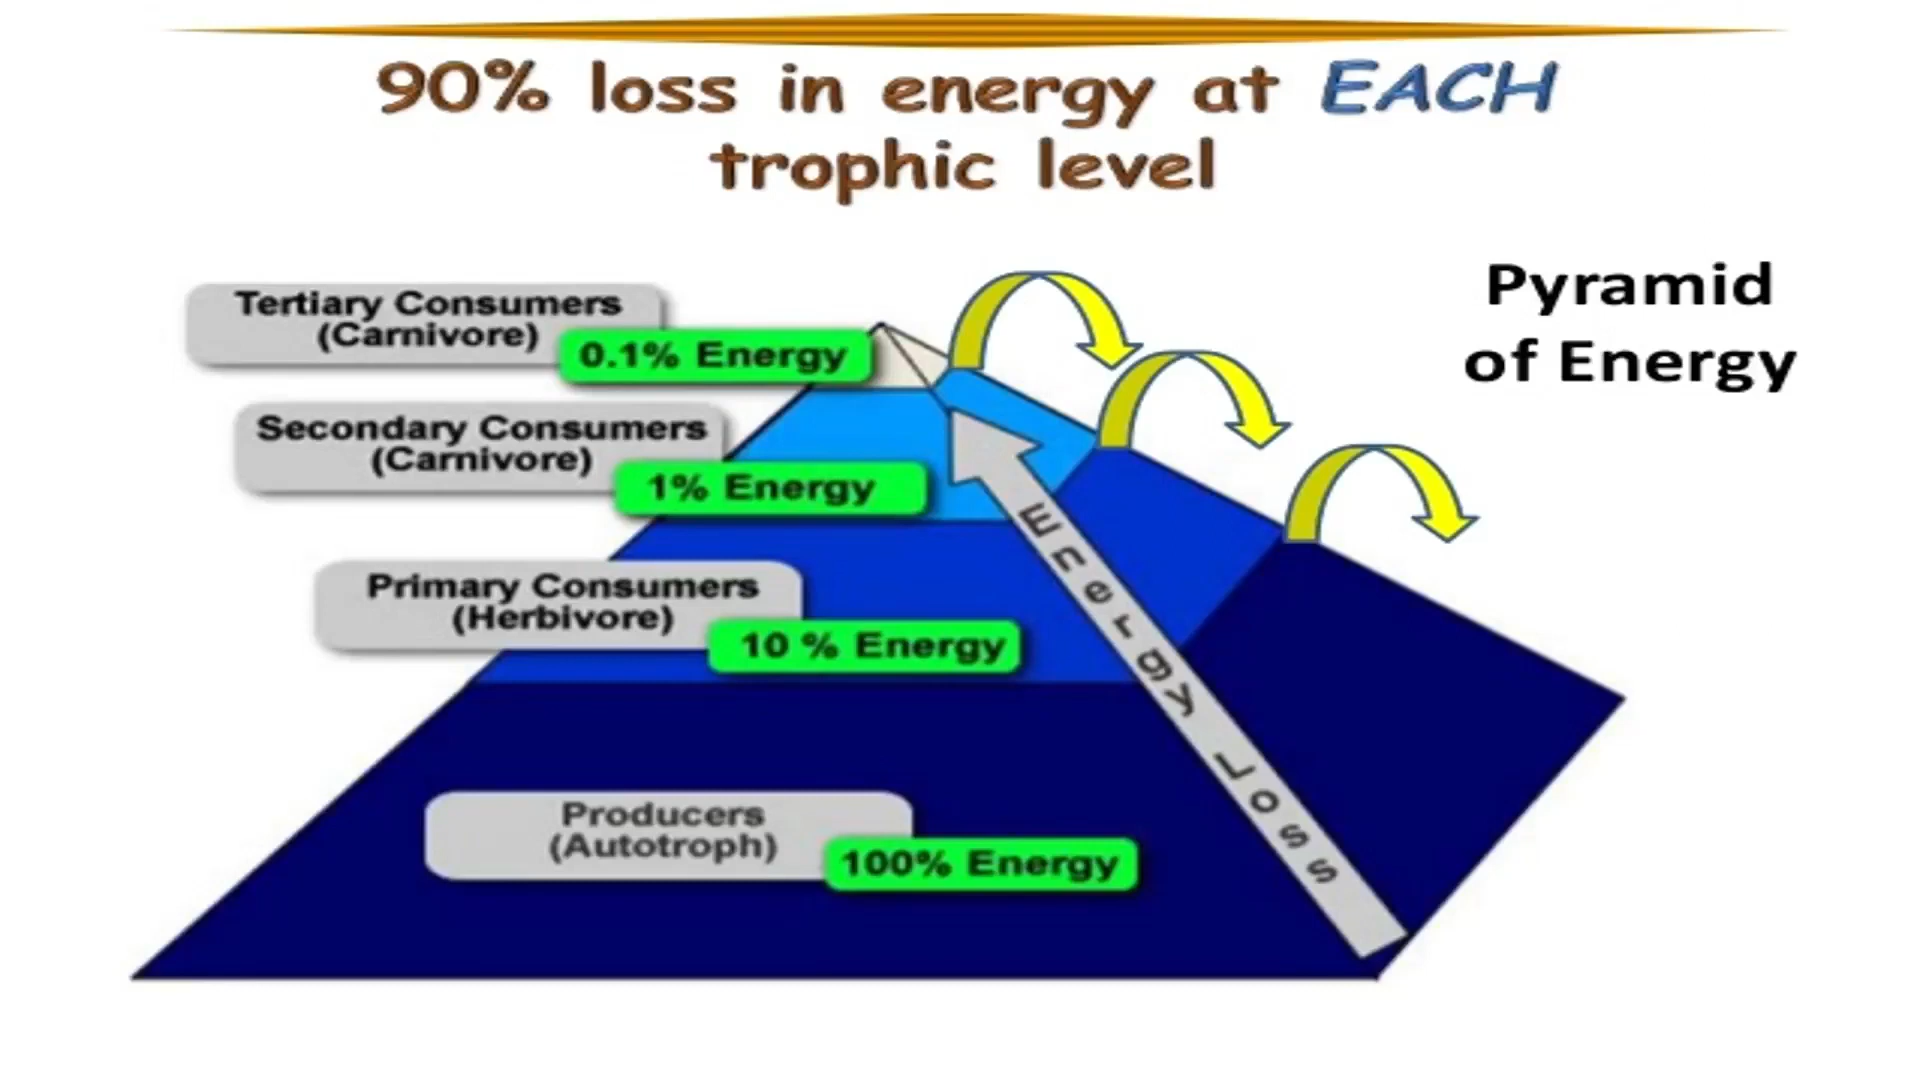 90% loss in energy at EACH
trophic level
Pyramid
of Energy
Tertiary Consumers
(Carnivore)
0.1% Energy
Secondary Consumers
(Carnivore)
1% Energy
Primary Consumers
(Herbivore)
10 % Energy
Producers
(Autotroph)
100% Energy
Energy Loss